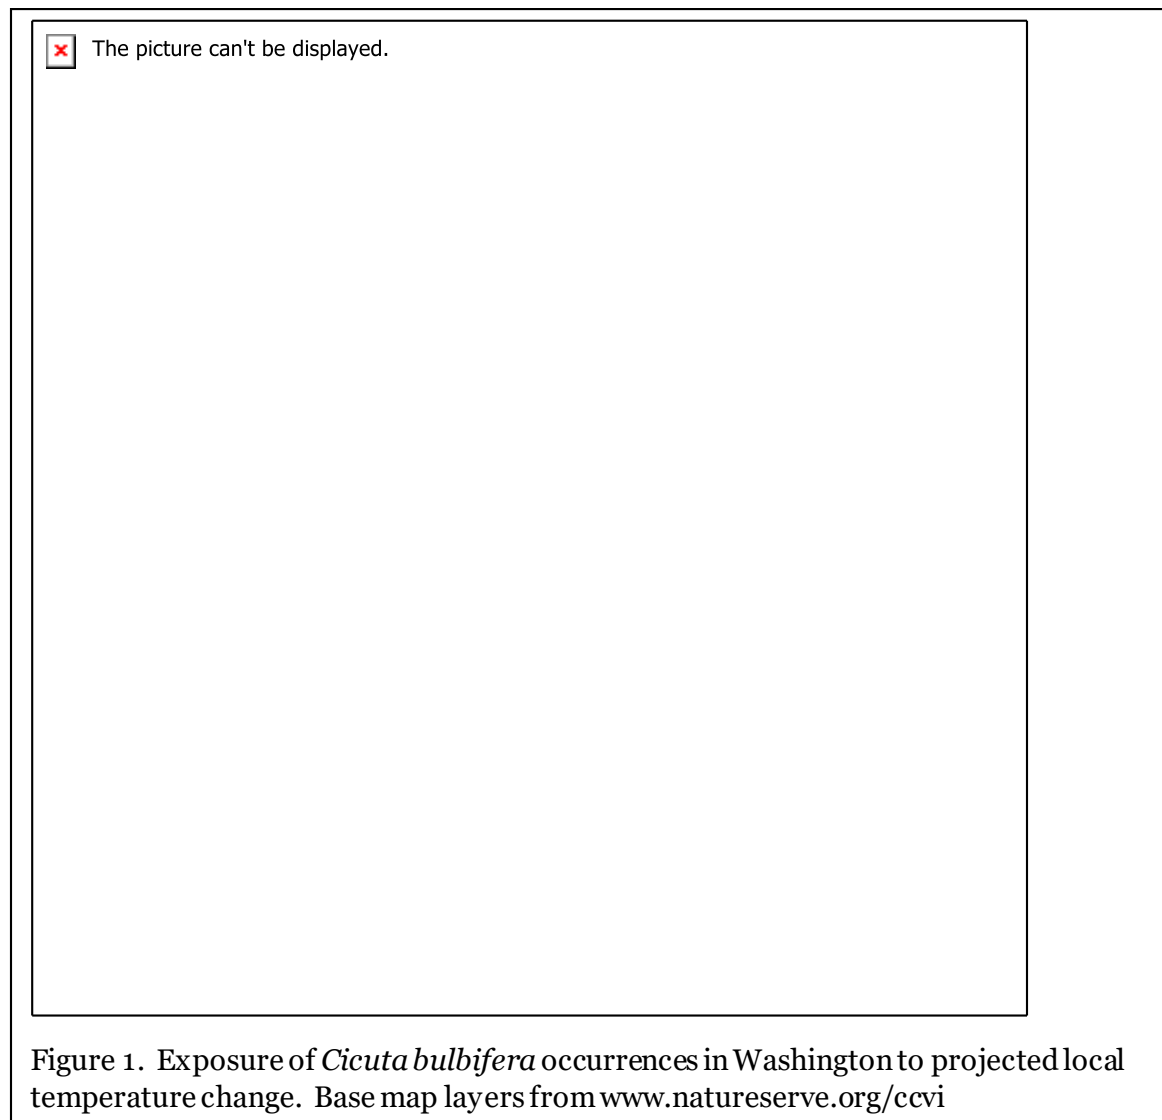 The picture can't be displayed.
Figure 1. Exposure of Cicuta bulbifera occurrences in Washington to projected local
temperature change. Base map layers from www.natureserve.org/ccvi